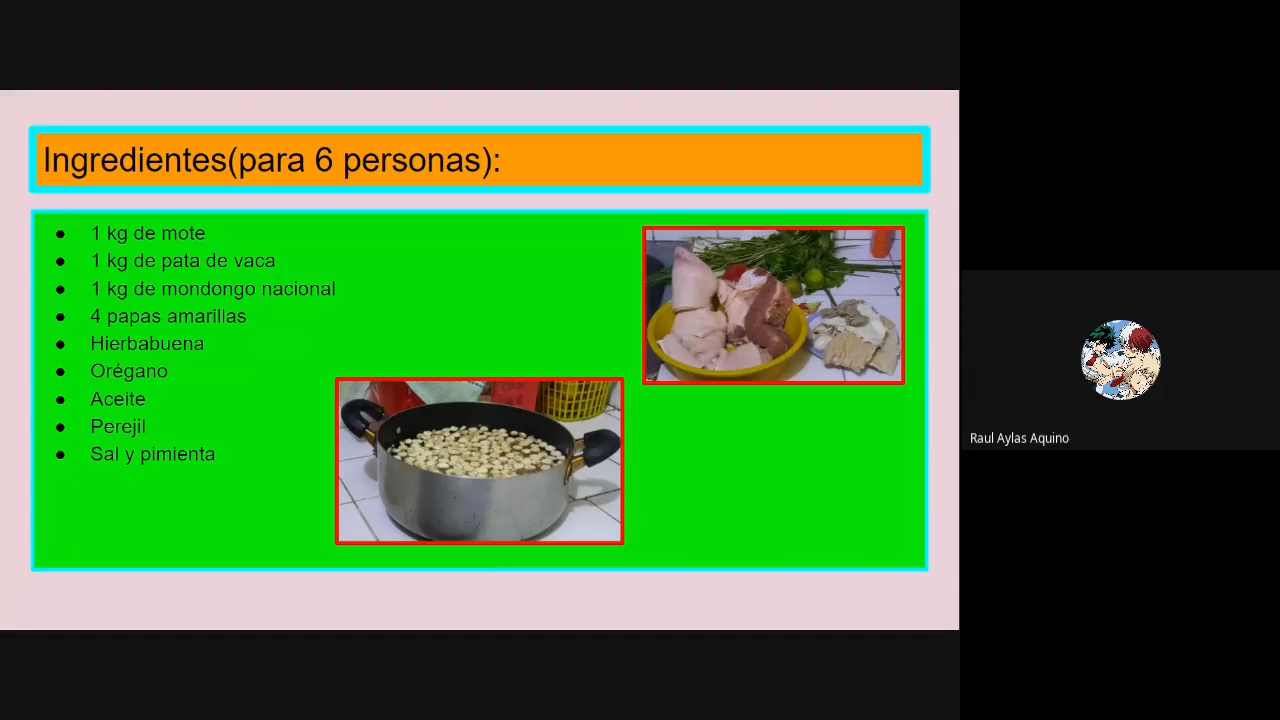 Ingredientes(para 6 personas):
● 1 kg de mote
● 1 kg de pata de vaca
● 1 kg de mondongo nacional
● 4 papas amarillas
● Hierbabuena
● Orégano
● Aceite
● Perejil
● Sal y pimienta
Raul Aylas Aquino